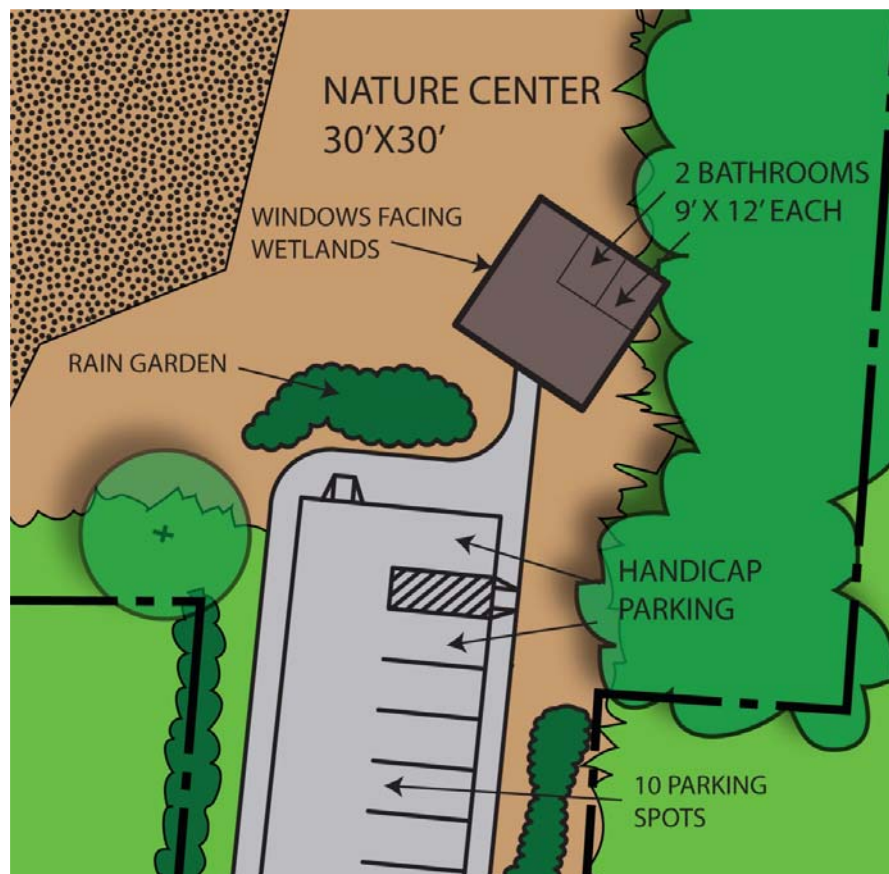 NATURE CENTER
30'X30'
2 BATHROOMS
9' X 12' EACH
WINDOWS FACING
WETLANDS
RAIN GARDEN
HANDICAP
PARKING
10 PARKING
SPOTS